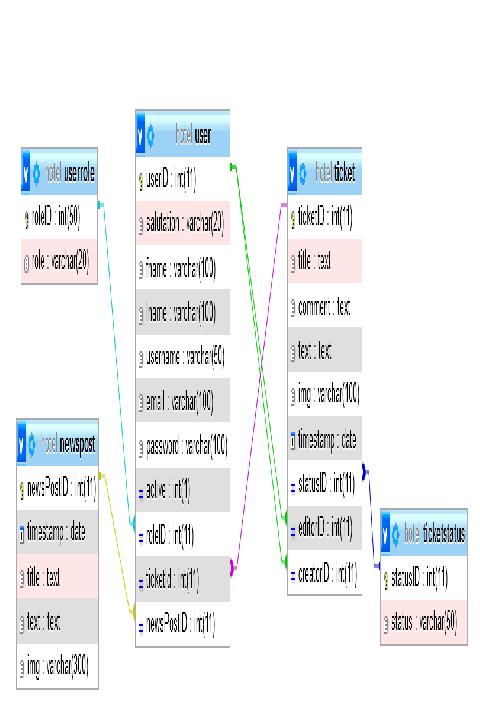 hotel userrole
roleID : int(50)
role : varchar(20)
hotel user
userID : int(11)
salutation : varchar(20)
fname : varchar(100)
lname : varchar(100)
username : varchar(50)
email : varchar(100)
password : varchar(100)
active : int(1)
roleID : int(11)
ticketId : int(11)
newsPostID : int(11)
hotel ticket
ticketID : int(11)
title : text
comment : text
text : text
img : varchar(100)
timestamp : date
statusID : int(11)
editorID : int(11)
creatorID : int(11)
hotel newspost
newsPostID : int(11)
timestamp : date
title : text
text : text
img : varchar(300)
hotel ticketstatus
statusID : int(11)
status : varchar(50)